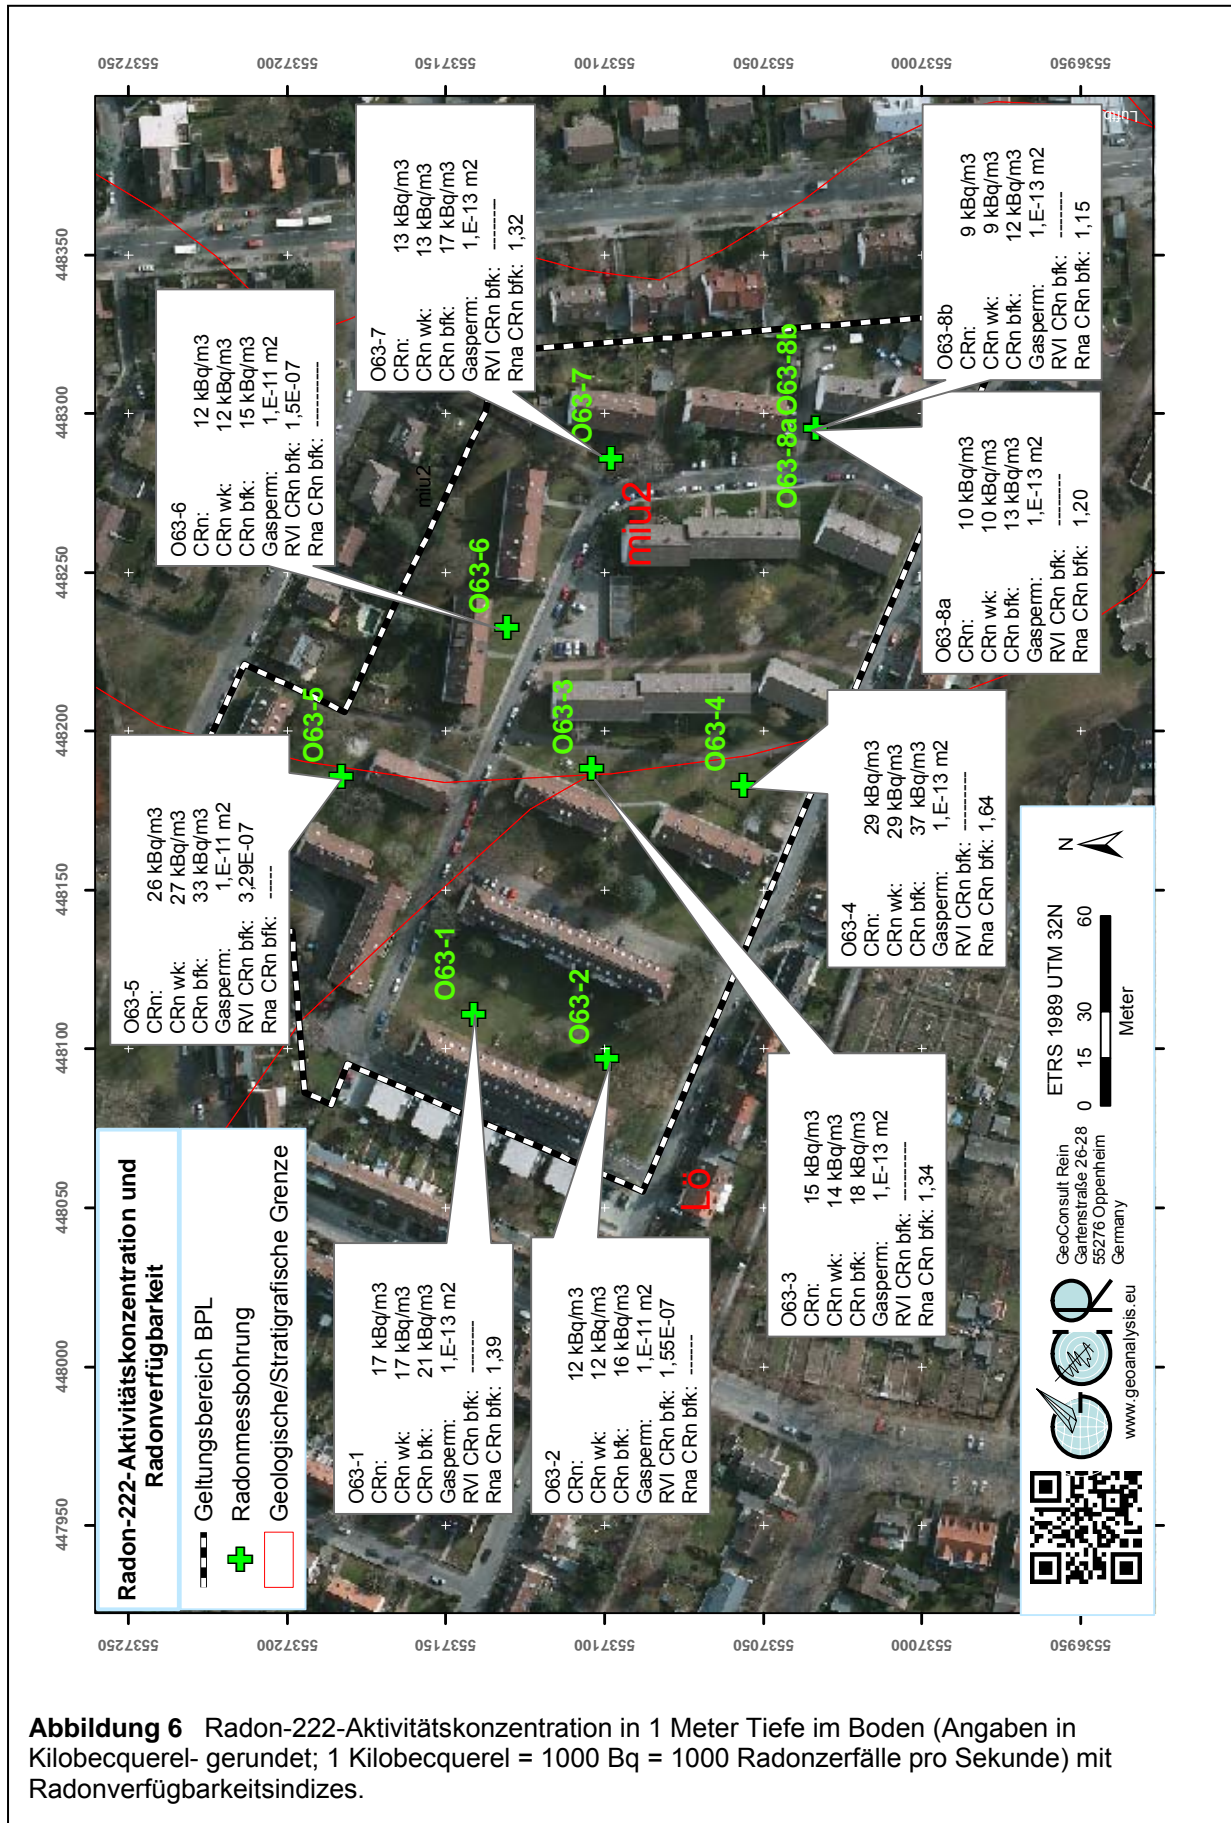 Radon-222-Aktivitätskonzentration und
Radonverfügbarkeit
Geltungsbereich BPL
Radonmessbohrung
Geologische/Stratigrafische Grenze
447950
448000
448050
448100
448150
448200
448250
448300
448350
5537250
5537200
5537150
5537100
5537050
5537000
5536950
5537250
5537200
5537150
5537100
5537050
5537000
5536950
O63-5
CRn: 26 kBq/m3
CRn wk: 27 kBq/m3
CRn bfk: 33 kBq/m3
Gasperm: 1,E-11 m2
RVI CRn bfk: 3,29E-07
Rna CRn bfk: -----
O63-6
CRn: 12 kBq/m3
CRn wk: 12 kBq/m3
CRn bfk: 15 kBq/m3
Gasperm: 1,E-11 m2
RVI CRn bfk: 1,5E-07
Rna CRn bfk: ----------
O63-7
CRn: 13 kBq/m3
CRn wk: 13 kBq/m3
CRn bfk: 17 kBq/m3
Gasperm: 1,E-13 m2
RVI CRn bfk: --------
Rna CRn bfk: 1,32
O63-1
CRn: 17 kBq/m3
CRn wk: 17 kBq/m3
CRn bfk: 21 kBq/m3
Gasperm: 1,E-13 m2
RVI CRn bfk: --------
Rna CRn bfk: 1,39
O63-2
CRn: 12 kBq/m3
CRn wk: 12 kBq/m3
CRn bfk: 16 kBq/m3
Gasperm: 1,E-11 m2
RVI CRn bfk: 1,55E-07
Rna CRn bfk: ------
O63-3
CRn: 15 kBq/m3
CRn wk: 14 kBq/m3
CRn bfk: 18 kBq/m3
Gasperm: 1,E-13 m2
RVI CRn bfk: ----------
Rna CRn bfk: 1,34
O63-4
CRn: 29 kBq/m3
CRn wk: 29 kBq/m3
CRn bfk: 37 kBq/m3
Gasperm: 1,E-13 m2
RVI CRn bfk: ----------
Rna CRn bfk: 1,64
O63-8a
CRn: 10 kBq/m3
CRn wk: 10 kBq/m3
CRn bfk: 13 kBq/m3
Gasperm: 1,E-13 m2
RVI CRn bfk: --------
Rna CRn bfk: 1,20
O63-8b
CRn: 9 kBq/m3
CRn wk: 9 kBq/m3
CRn bfk: 12 kBq/m3
Gasperm: 1,E-13 m2
RVI CRn bfk: --------
Rna CRn bfk: 1,15
O63-5
O63-6
O63-7
O63-1
O63-2
O63-3
O63-4
O63-8a
O63-8b
miu2
miu2
LÖ
www.geoanalysis.eu
GeoConsult Rein
Gartenstraße 26-28
55276 Oppenheim
Germany
ETRS 1989 UTM 32N
0 15 30 60
Meter
N
Abbildung 6 Radon-222-Aktivitätskonzentration in 1 Meter Tiefe im Boden (Angaben in
Kilobecquerel- gerundet; 1 Kilobecquerel = 1000 Bq = 1000 Radonzerfälle pro Sekunde) mit
Radonverfügbarkeitsindizes.